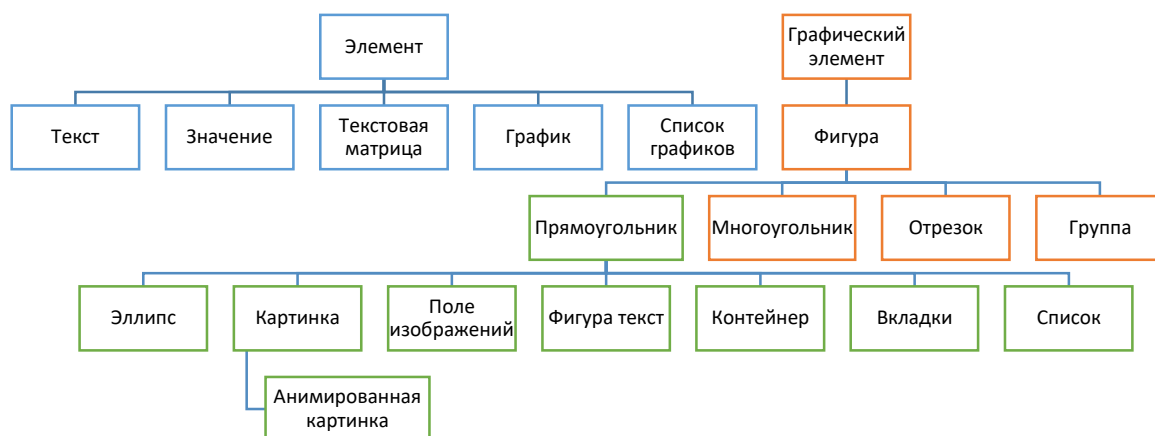 Элемент
Графический
элемент
Текст
Значение
Текстовая
матрица
График
Список
графиков
Фигура
Прямоугольник
Многоугольник
Отрезок
Группа
Эллипс
Картинка
Поле
изображений
Фигура текст
Контейнер
Вкладки
Список
Анимированная
картинка